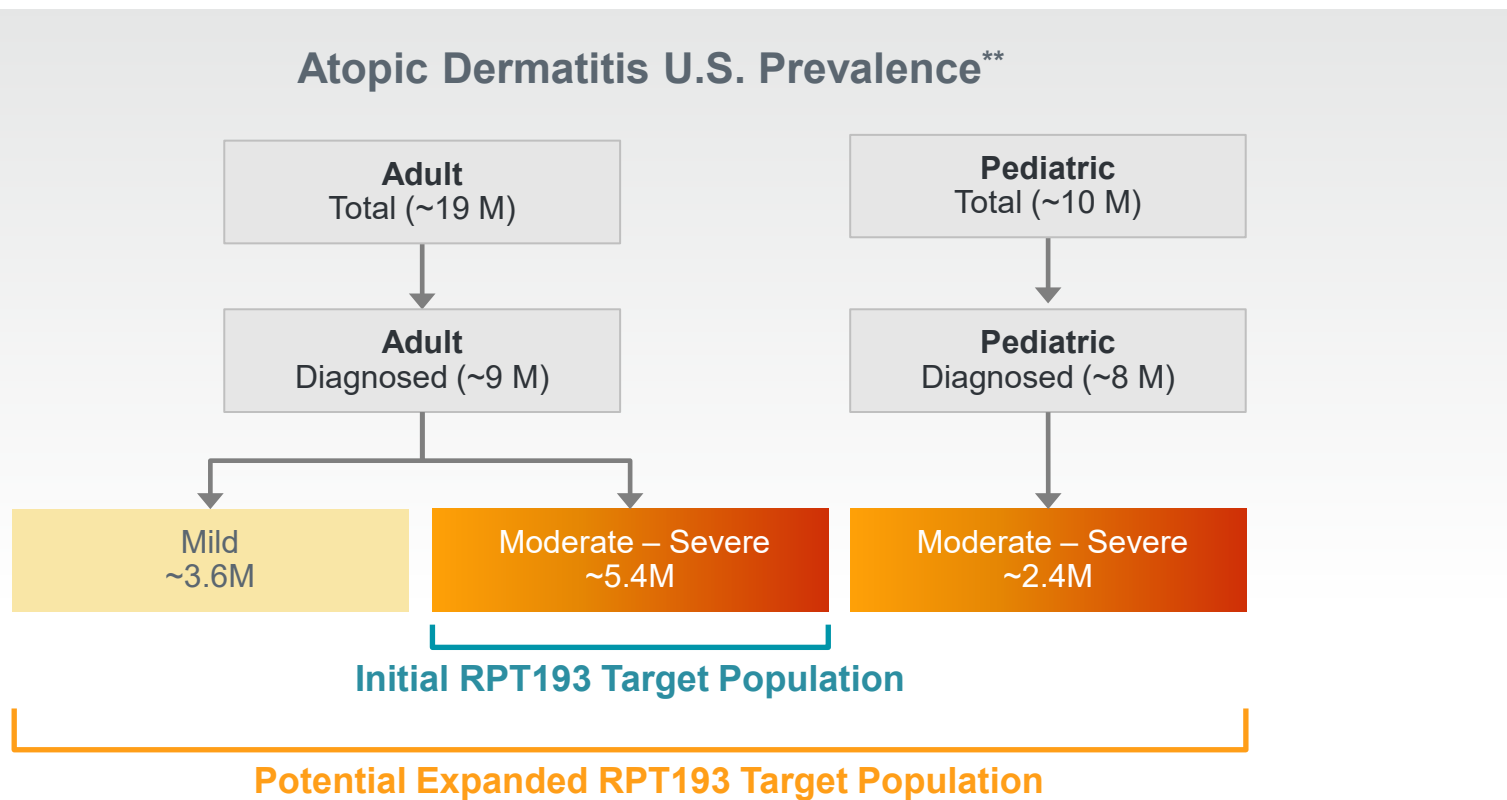 Atopic Dermatitis U.S. Prevalence**
Adult
Total (~19 M)
Pediatric
Total (~10 M)
Adult
Diagnosed (~9 M)
Pediatric
Diagnosed (~8 M)
Mild
~3.6M
Moderate – Severe
~5.4M
Moderate – Severe
~2.4M
Initial RPT193 Target Population
Potential Expanded RPT193 Target Population